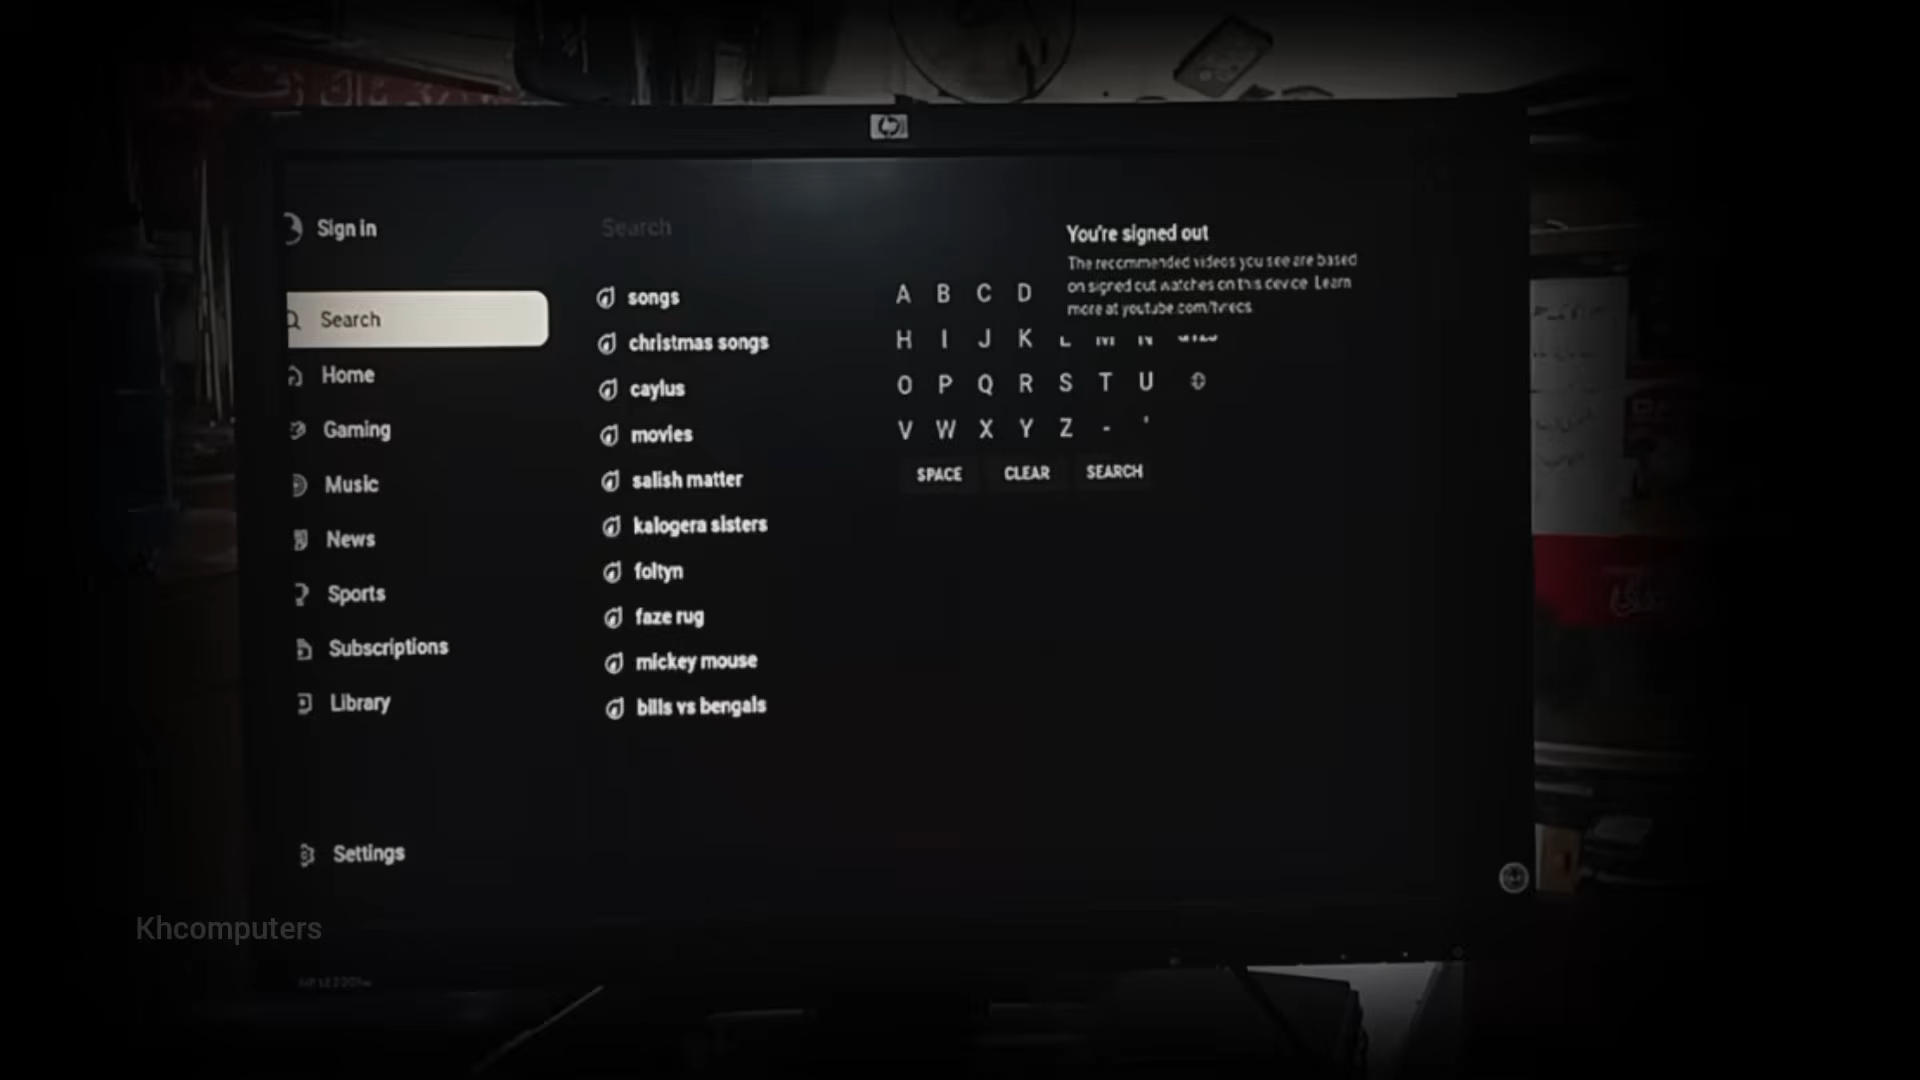 hp
Sign in
Search
Home
Gaming
Music
News
Sports
Subscriptions
Library
Settings
Search
songs
christmas songs
caylus
movies
salish matter
kalogera sisters
foltyn
faze rug
mickey mouse
bills vs bengals
You're signed out
The recommended videos you see are based
on signed out watches on this device. Learn
more at youtube.com/tvrecs
A B C D
H I J K L M N
O P Q R S T U
V W X Y Z - '
SPACE CLEAR SEARCH
Khcomputers